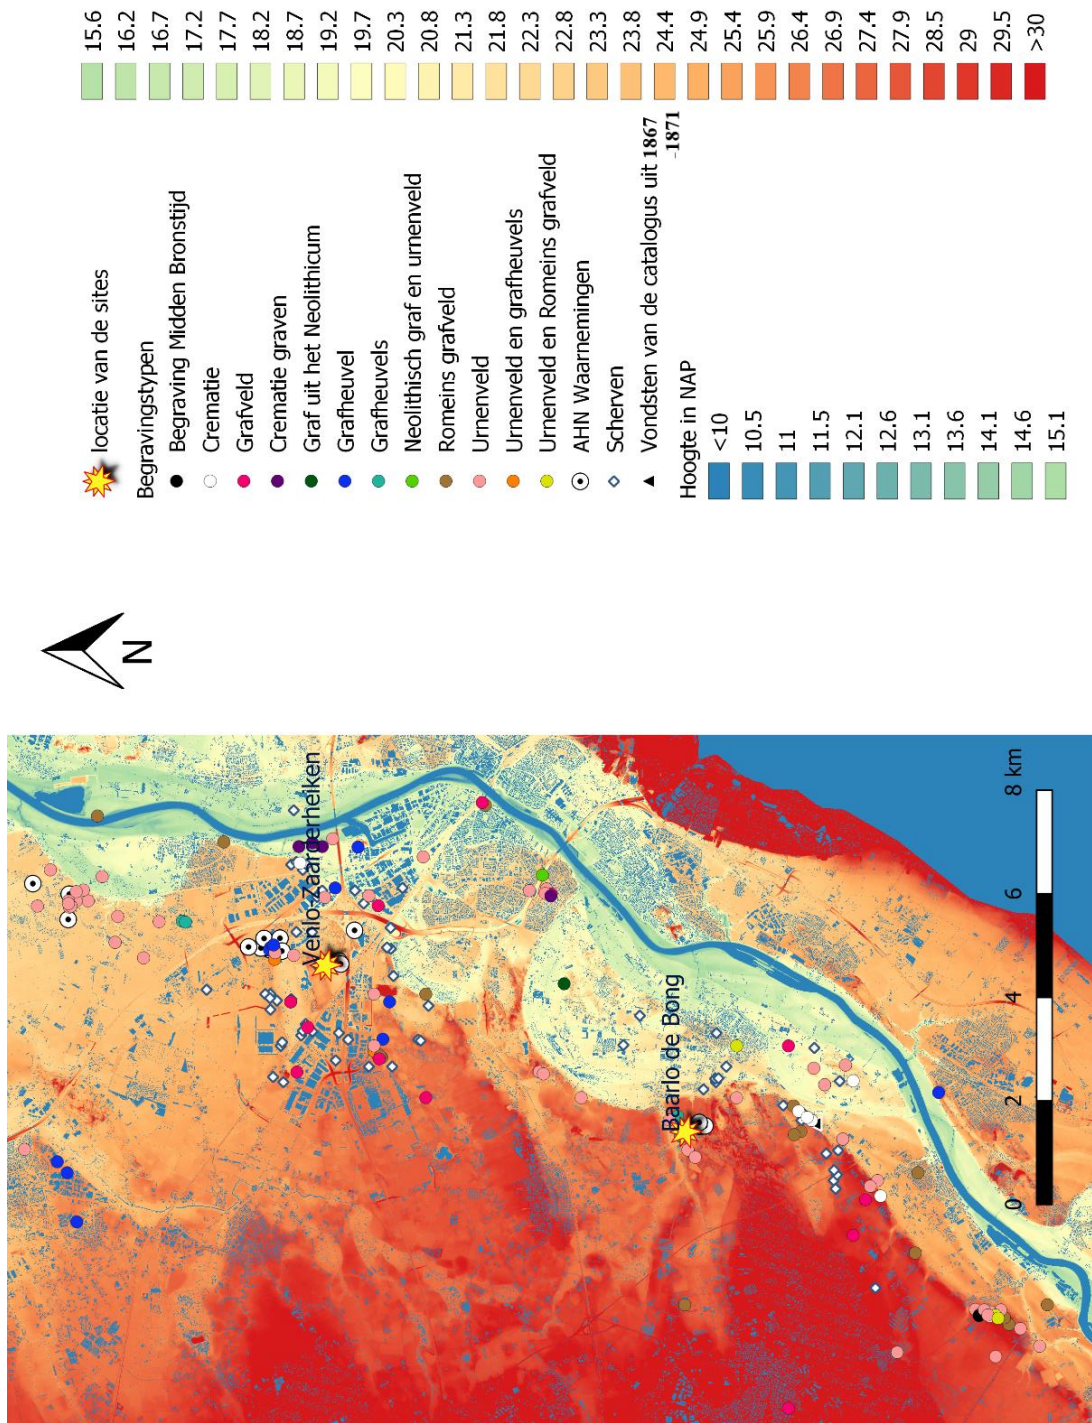 Venlo-Zaarderheiken
Baarlo de Bong
0 2 4 6 8 km
N
locatie van de sites
Begravingstypen
Begraving Midden Bronstijd
Crematie
Grafveld
Crematie graven
Graf uit het Neolithicum
Grafheuvel
Grafheuvels
Neolithisch graf en urnenveld
Romeins grafveld
Urnenveld
Urnenveld en grafheuvels
Urnenveld en Romeins grafveld
AHN Waarnemingen
Scherven
Vondsten van de catalogus uit 1867
-1871
Hoogte in NAP
<10
10.5
11
11.5
12.1
12.6
13.1
13.6
14.1
14.6
15.1
15.6
16.2
16.7
17.2
17.7
18.2
18.7
19.2
19.7
20.3
20.8
21.3
21.8
22.3
22.8
23.3
23.8
24.4
24.9
25.4
25.9
26.4
26.9
27.4
27.9
28.5
29
29.5
>30